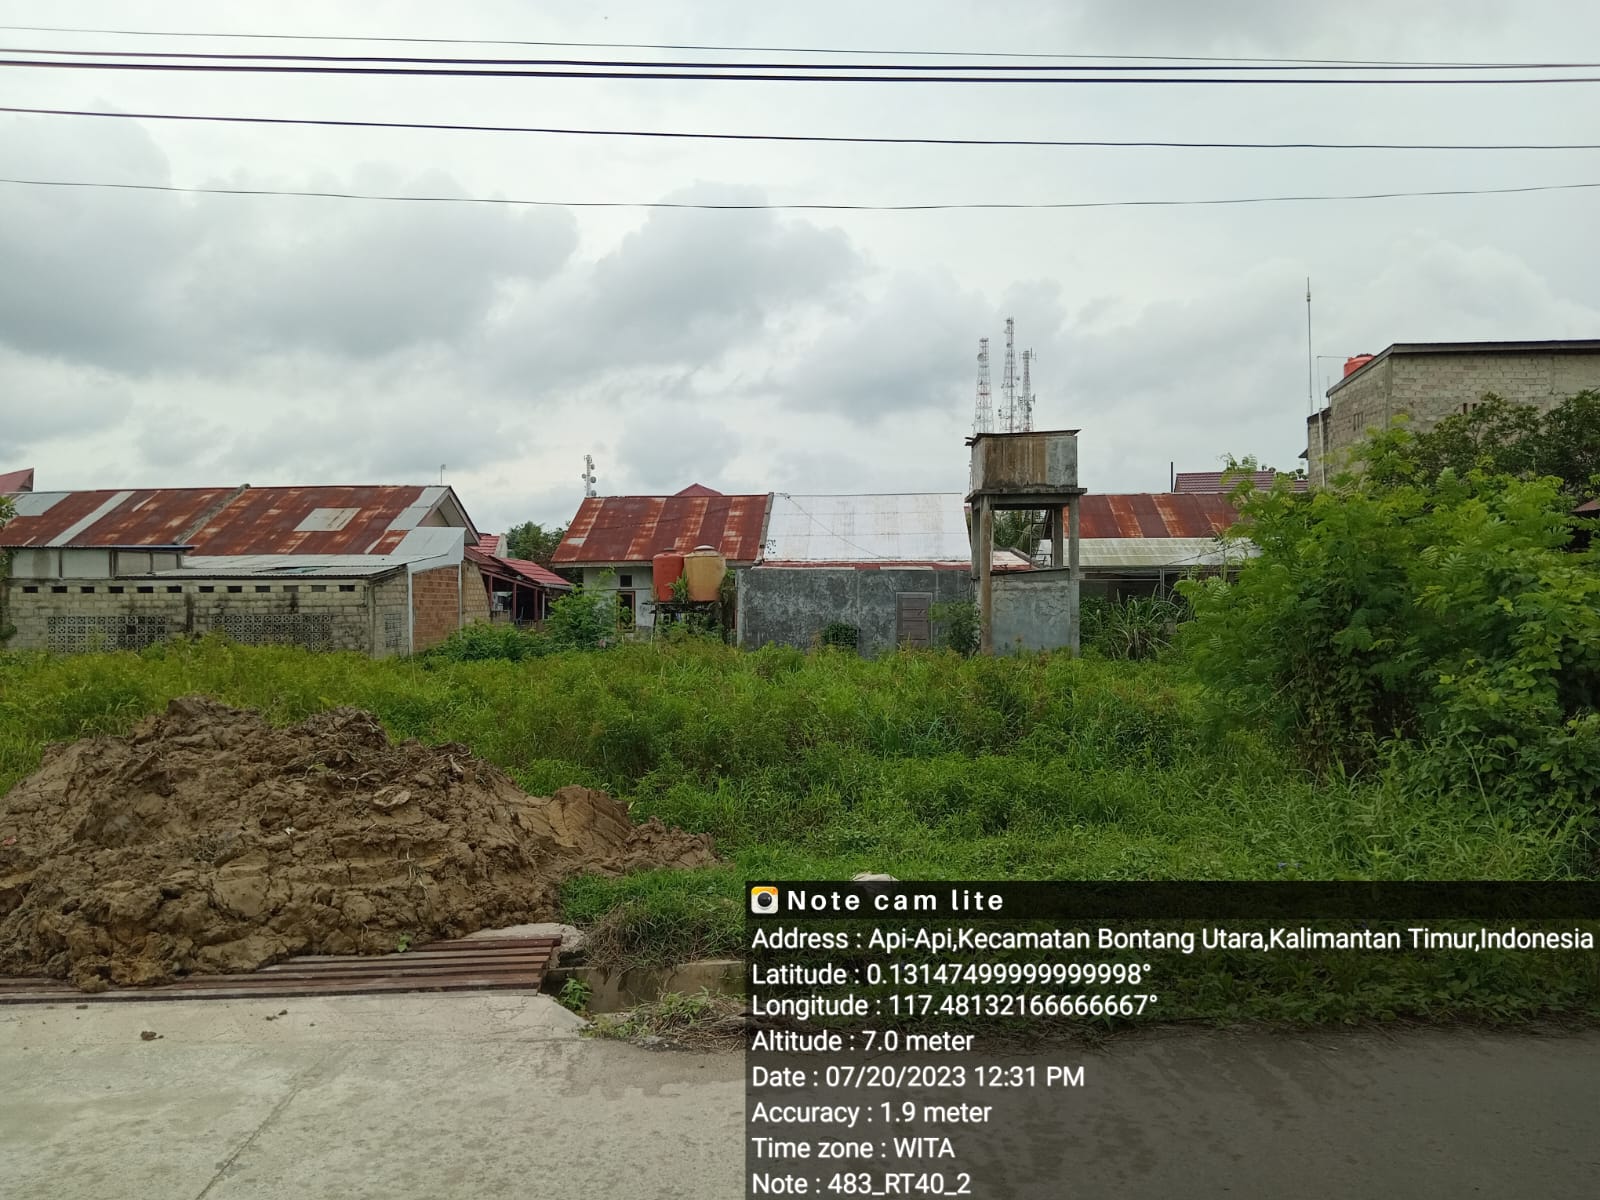 Note cam lite
Address : Api-Api,Kecamatan Bontang Utara,Kalimantan Timur,Indonesia
Latitude : 0.13147499999999998°
Longitude : 117.48132166666667°
Altitude : 7.0 meter
Date : 07/20/2023 12:31 PM
Accuracy : 1.9 meter
Time zone : WITA
Note : 483_RT40_2